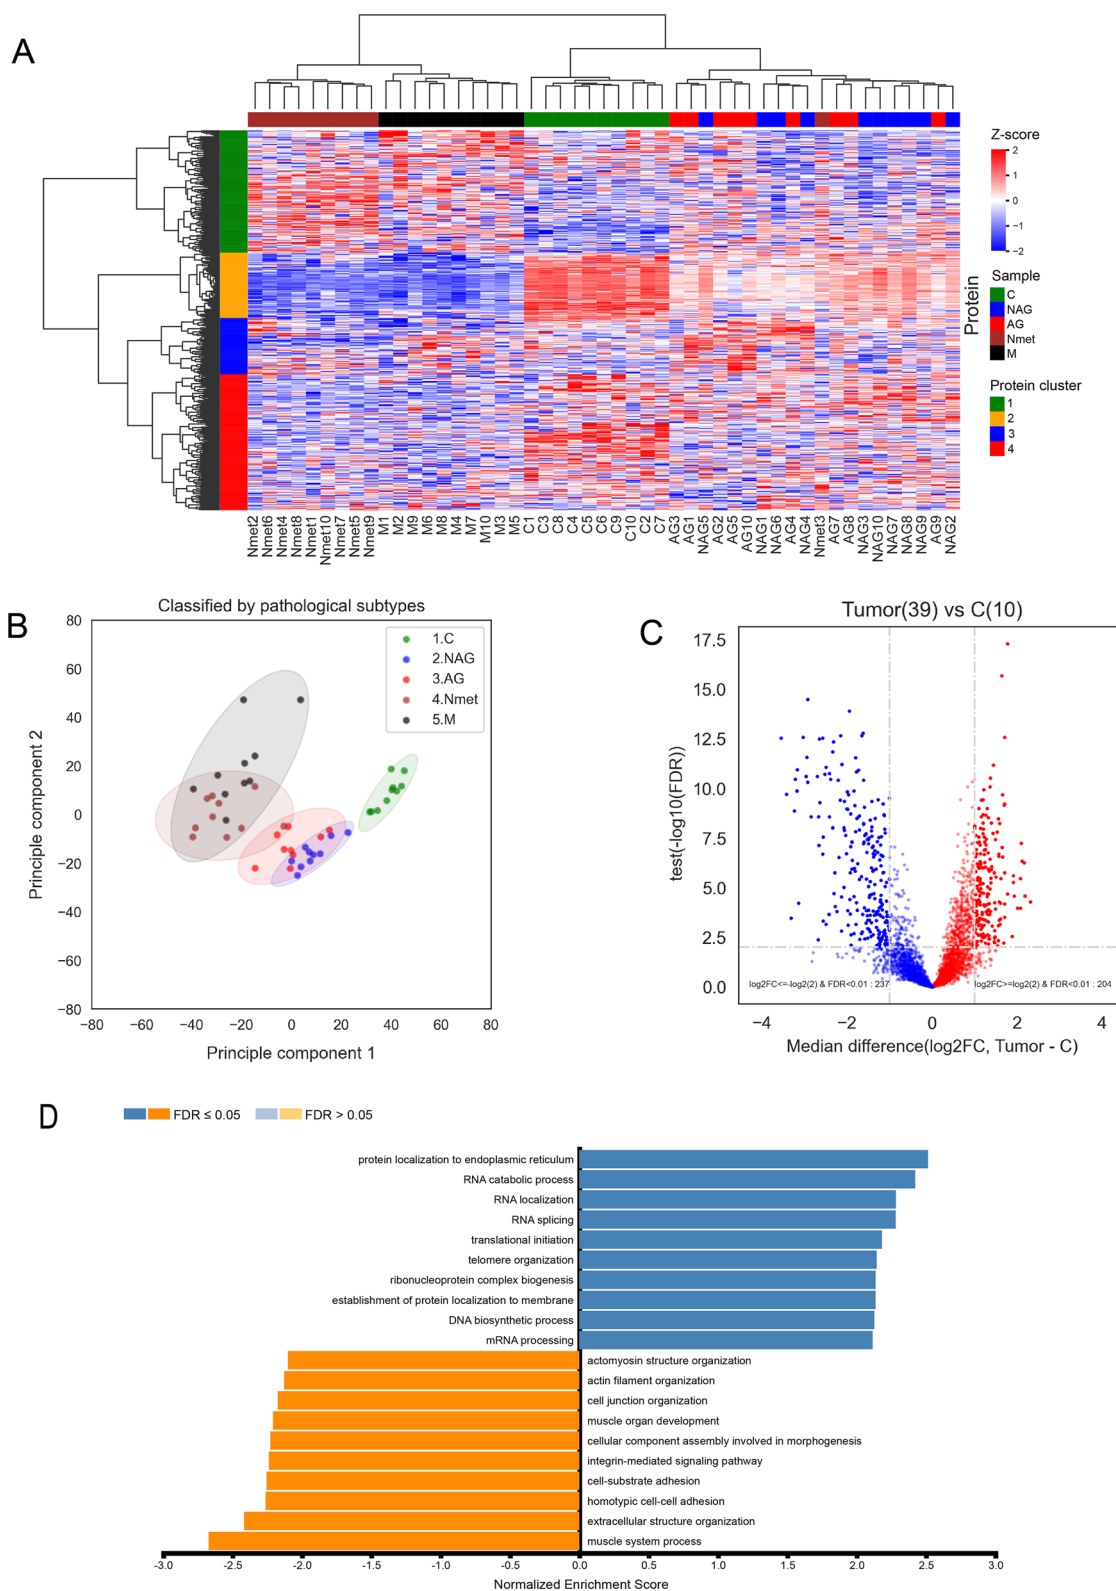 A
Z-score
2
1
0
−1
−2
Sample
C
NAG
AG
Nmet
M
Protein
Protein cluster
1
2
3
4
Nmet2 Nmet6 Nmet4 Nmet8 Nmet1 Nmet10 Nmet7 Nmet5 Nmet9 M1 M2 M9 M6 M8 M4 M7 M10 M3 M5 C1 C3 C8 C4 C5 C6 C9 C10 C2 C7 AG3 AG1 NAG5 AG2 AG5 AG10 NAG1 NAG6 AG4 NAG4 Nmet3 AG7 AG8 NAG3 NAG10 NAG7 NAG8 NAG9 AG9 NAG2
B
Classified by pathological subtypes
80
60
40
20
0
−20
−40
−60
−80
Principle component 2
1.C
2.NAG
3.AG
4.Nmet
5.M
−80 −60 −40 −20 0 20 40 60 80
Principle component 1
C
Tumor(39) vs C(10)
17.5
15.0
12.5
10.0
7.5
5.0
2.5
0.0
test(-log10(FDR))
log2FC<=-log2(2) & FDR<0.01 : 237
log2FC>=log2(2) & FDR<0.01 : 204
−4 −2 0 2 4
Median difference(log2FC, Tumor - C)
D
FDR ≤ 0.05 FDR > 0.05
protein localization to endoplasmic reticulum
RNA catabolic process
RNA localization
RNA splicing
translational initiation
telomere organization
ribonucleoprotein complex biogenesis
establishment of protein localization to membrane
DNA biosynthetic process
mRNA processing
actomyosin structure organization
actin filament organization
cell junction organization
muscle organ development
cellular component assembly involved in morphogenesis
integrin-mediated signaling pathway
cell-substrate adhesion
homotypic cell-cell adhesion
extracellular structure organization
muscle system process
-3.0 -2.5 -2.0 -1.5 -1.0 -0.5 0.0 0.5 1.0 1.5 2.0 2.5 3.0
Normalized Enrichment Score